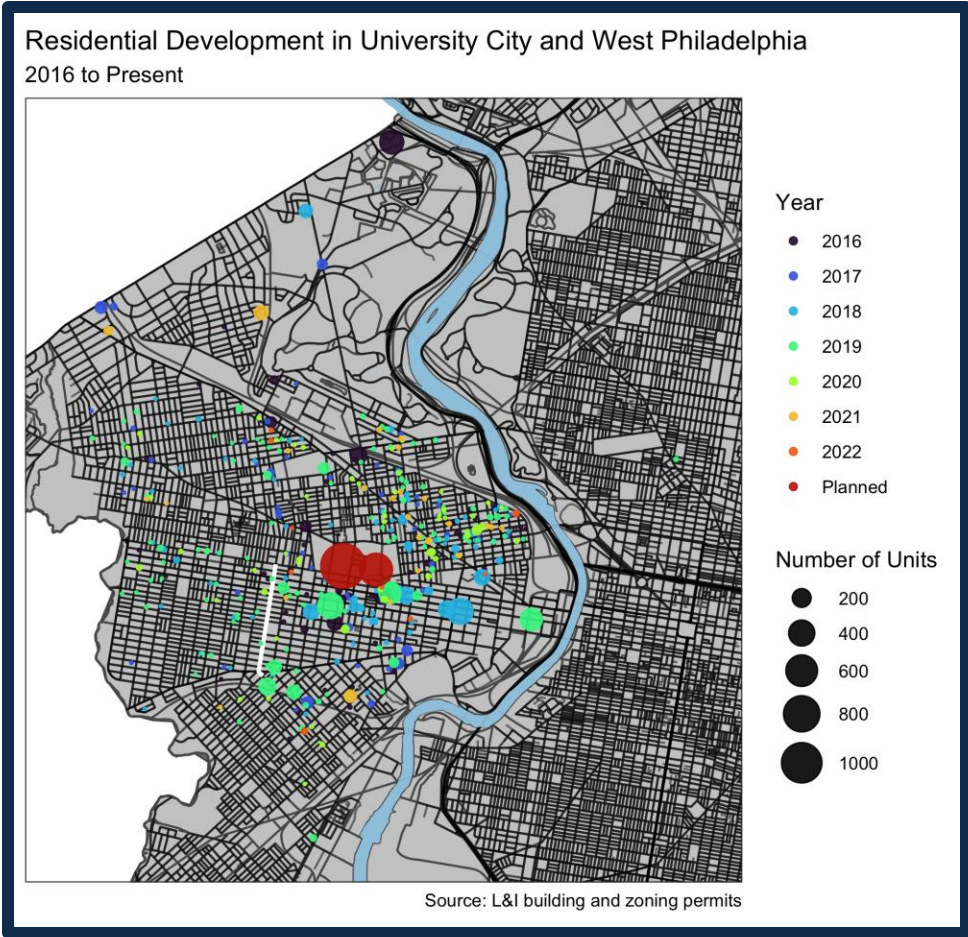 Residential Development in University City and West Philadelphia
2016 to Present
Year
2016
2017
2018
2019
2020
2021
2022
Planned
Number of Units
200
400
600
800
1000
Source: L&I building and zoning permits